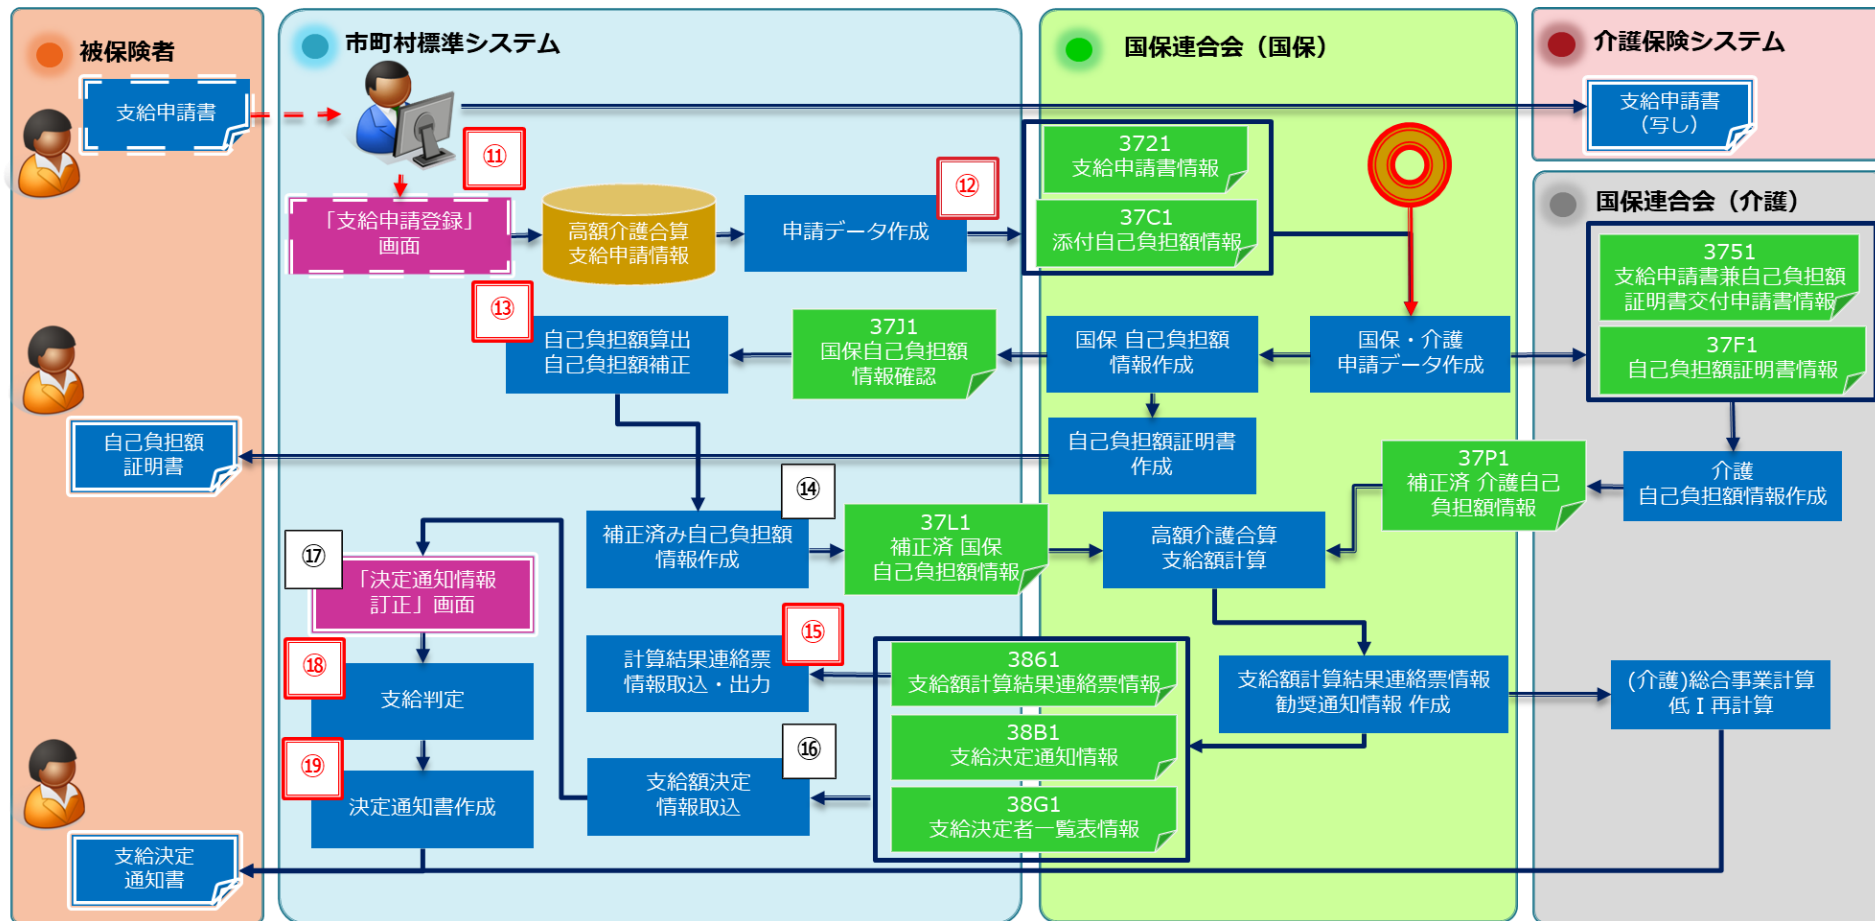 被保険者
支給申請書
自己負担額
証明書
支給決定
通知書
市町村標準システム
⑪
「支給申請登録」
画面
高額介護合算
支給申請情報
⑫
申請データ作成
⑬
自己負担額算出
自己負担額補正
37J1
国保自己負担額
情報確認
⑭
補正済み自己負担額
情報作成
37L1
補正済 国保
自己負担額情報
⑰
「決定通知情報
訂正」画面
⑮
計算結果連絡票
情報取込・出力
⑱
支給判定
⑯
支給額決定
情報取込
⑲
決定通知書作成
国保連合会（国保）
3721
支給申請書情報
37C1
添付自己負担額情報
国保 自己負担額
情報作成
国保・介護
申請データ作成
自己負担額証明書
作成
37P1
補正済 介護自己
負担額情報
高額介護合算
支給額計算
3861
支給額計算結果連絡票情報
38B1
支給決定通知情報
38G1
支給決定者一覧表情報
支給額計算結果連絡票情報
勧奨通知情報 作成
介護保険システム
支給申請書
（写し）
国保連合会（介護）
3751
支給申請書兼自己負担額
証明書交付申請書情報
37F1
自己負担額証明書情報
介護
自己負担額情報作成
(介護)総合事業計算
低Ⅰ再計算